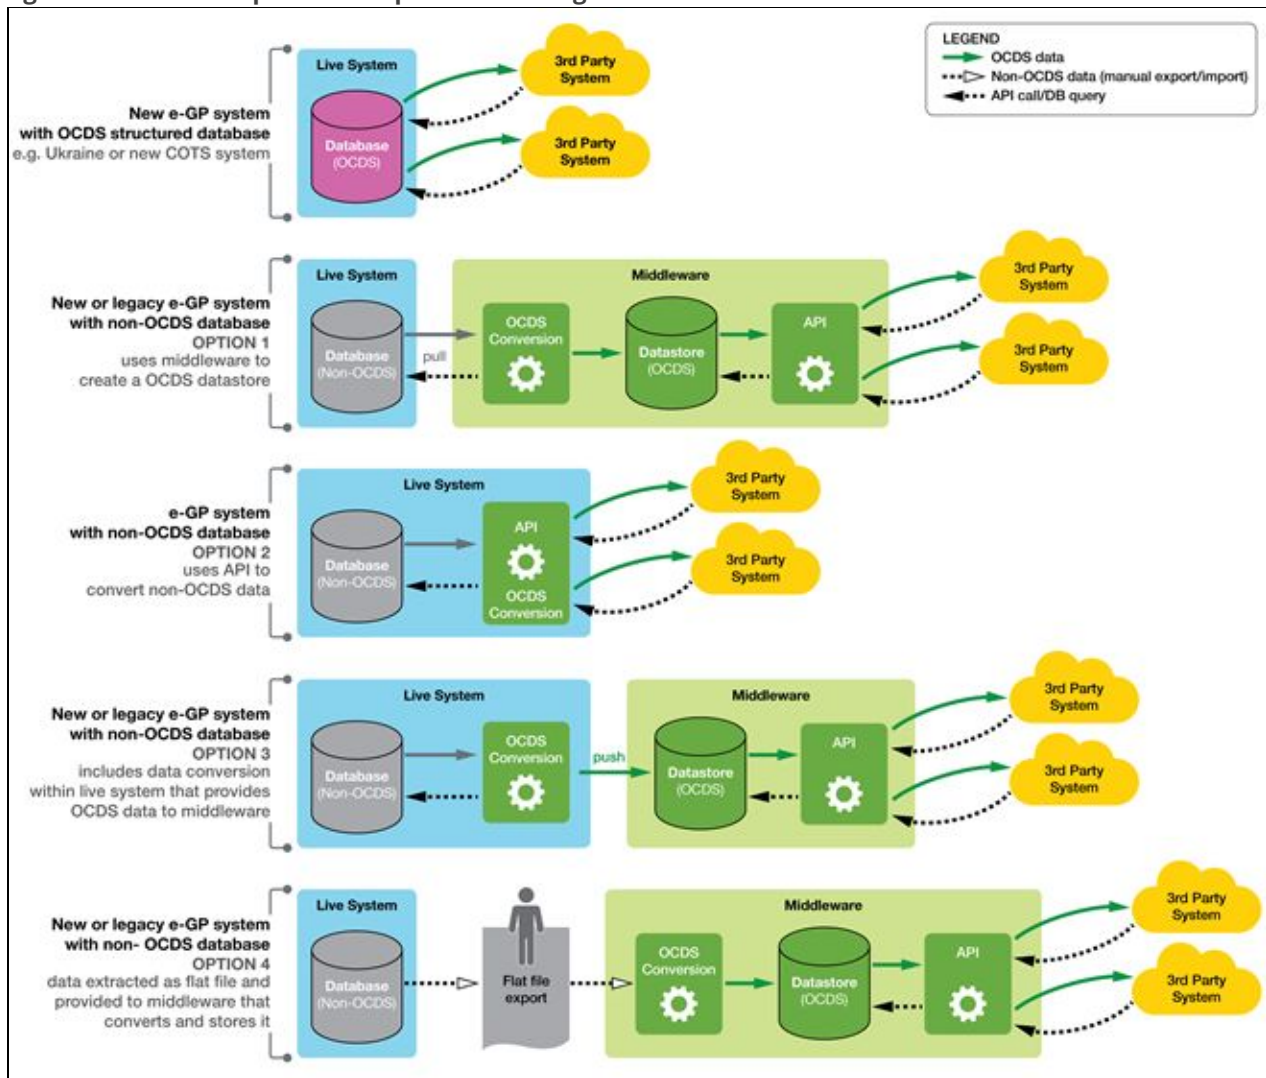 LEGEND
OCDS data
Non-OCDS data (manual export/import)
API call/DB query
New e-GP system
with OCDS structured database
e.g. Ukraine or new COTS system
Live System
Database
(OCDS)
3rd Party
System
3rd Party
System
New or legacy e-GP system
with non-OCDS database
OPTION 1
uses middleware to
create a OCDS datastore
Live System
Database
(Non-OCDS)
pull
Middleware
OCDS
Conversion
Datastore
(OCDS)
API
3rd Party
System
3rd Party
System
e-GP system
with non-OCDS database
OPTION 2
uses API to
convert non-OCDS data
Live System
Database
(Non-OCDS)
API
OCDS
Conversion
3rd Party
System
3rd Party
System
New or legacy e-GP system
with non-OCDS database
OPTION 3
includes data conversion
within live system that provides
OCDS data to middleware
Live System
Database
(Non-OCDS)
OCDS
Conversion
push
Middleware
Datastore
(OCDS)
API
3rd Party
System
3rd Party
System
New or legacy e-GP system
with non- OCDS database
OPTION 4
data extracted as flat file and
provided to middleware that
converts and stores it
Live System
Database
(Non-OCDS)
Flat file
export
Middleware
OCDS
Conversion
Datastore
(OCDS)
API
3rd Party
System
3rd Party
System